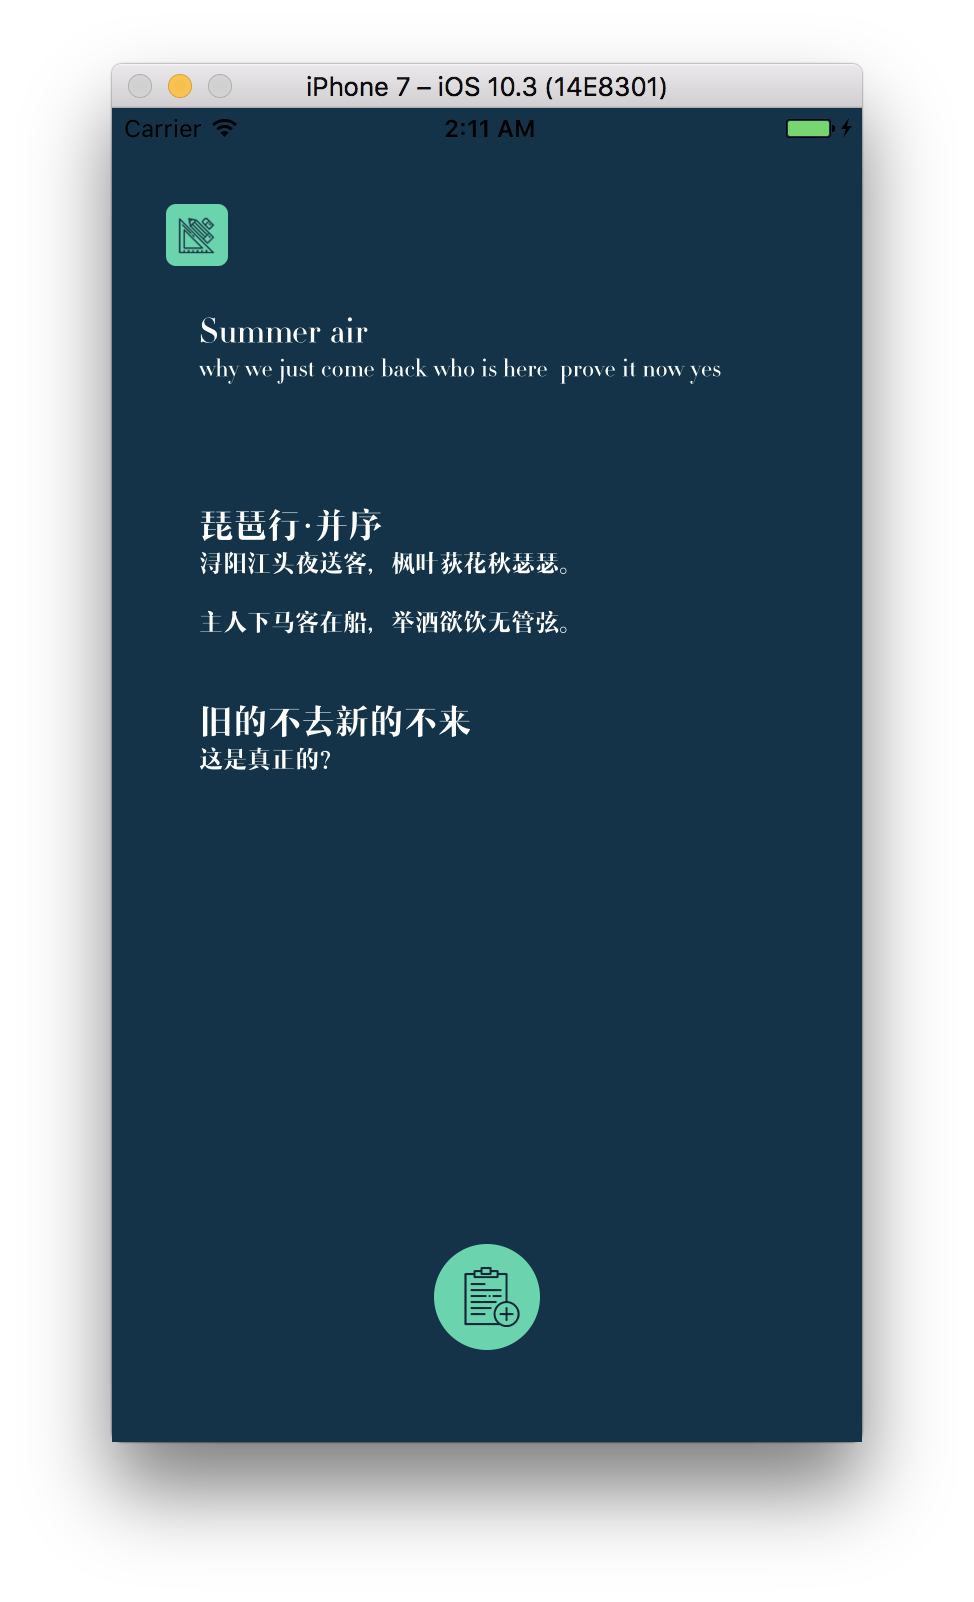 iPhone 7 – iOS 10.3 (14E8301)
Carrier 2:11 AM
Summer air
why we just come back who is here  prove it now yes
琵琶行·并序
浔阳江头夜送客，枫叶荻花秋瑟瑟。
主人下马客在船，举酒欲饮无管弦。
旧的不去新的不来
这是真正的？